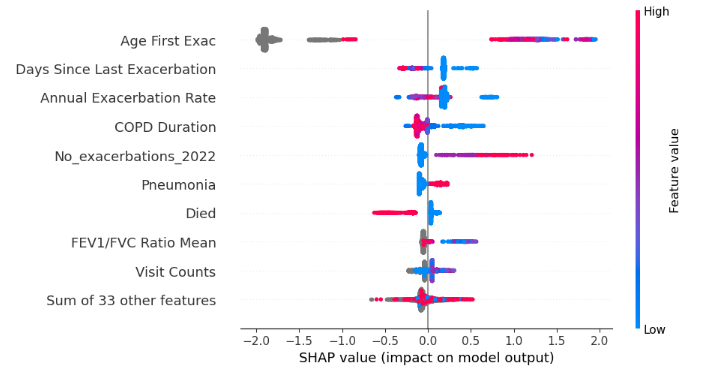 High
Age First Exac
Days Since Last Exacerbation
Annual Exacerbation Rate
COPD Duration
No_exacerbations_2022
Pneumonia
Died
FEV1/FVC Ratio Mean
Visit Counts
Sum of 33 other features
Feature value
Low
−2.0 −1.5 −1.0 −0.5 0.0 0.5 1.0 1.5 2.0
SHAP value (impact on model output)